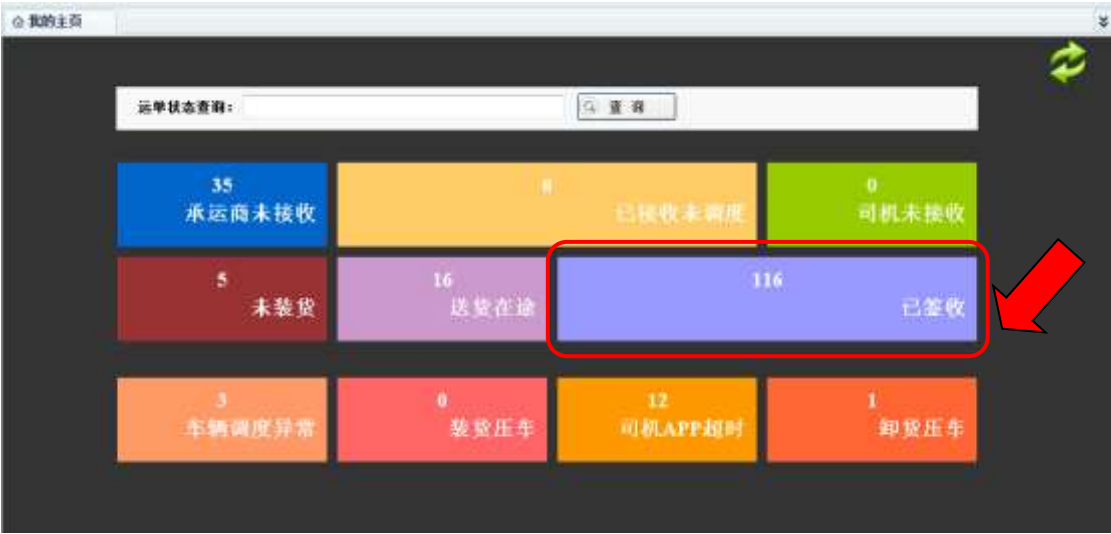 我的主页
运单状态查询：
查 询
35
承运商未接收
0
已接收未调度
0
司机未接收
5
未装货
16
送货在途
116
已签收
3
车辆调度异常
0
装货压车
12
司机APP超时
1
卸货压车